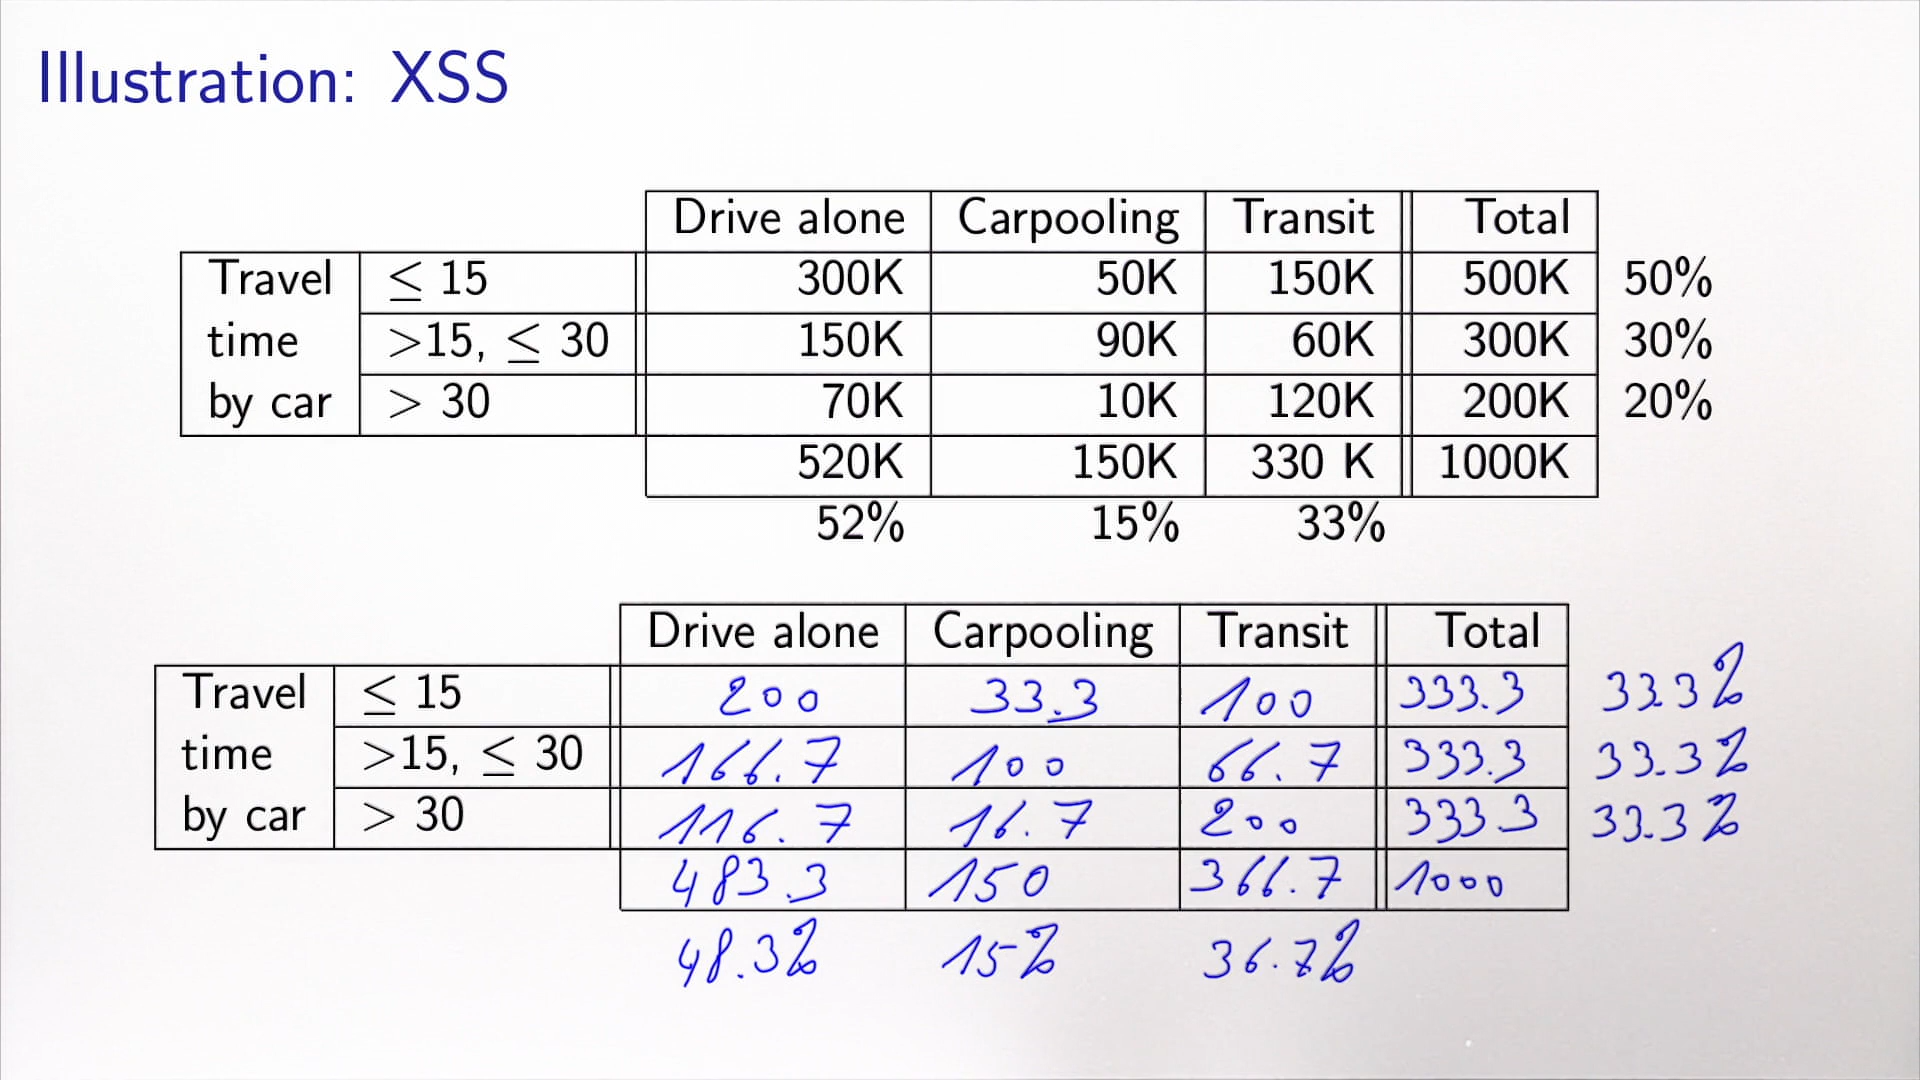 Illustration: XSS
Drive alone Carpooling Transit Total
Travel ≤ 15 300K 50K 150K 500K 50%
time >15, ≤ 30 150K 90K 60K 300K 30%
by car > 30 70K 10K 120K 200K 20%
520K 150K 330 K 1000K
52% 15% 33%
Drive alone Carpooling Transit Total
Travel ≤ 15 200 33.3 100 333.3 33.3%
time >15, ≤ 30 166.7 100 66.7 333.3 33.3%
by car > 30 116.7 16.7 200 333.3 33.3%
483.3 150 366.7 1000
48.3% 15% 36.7%